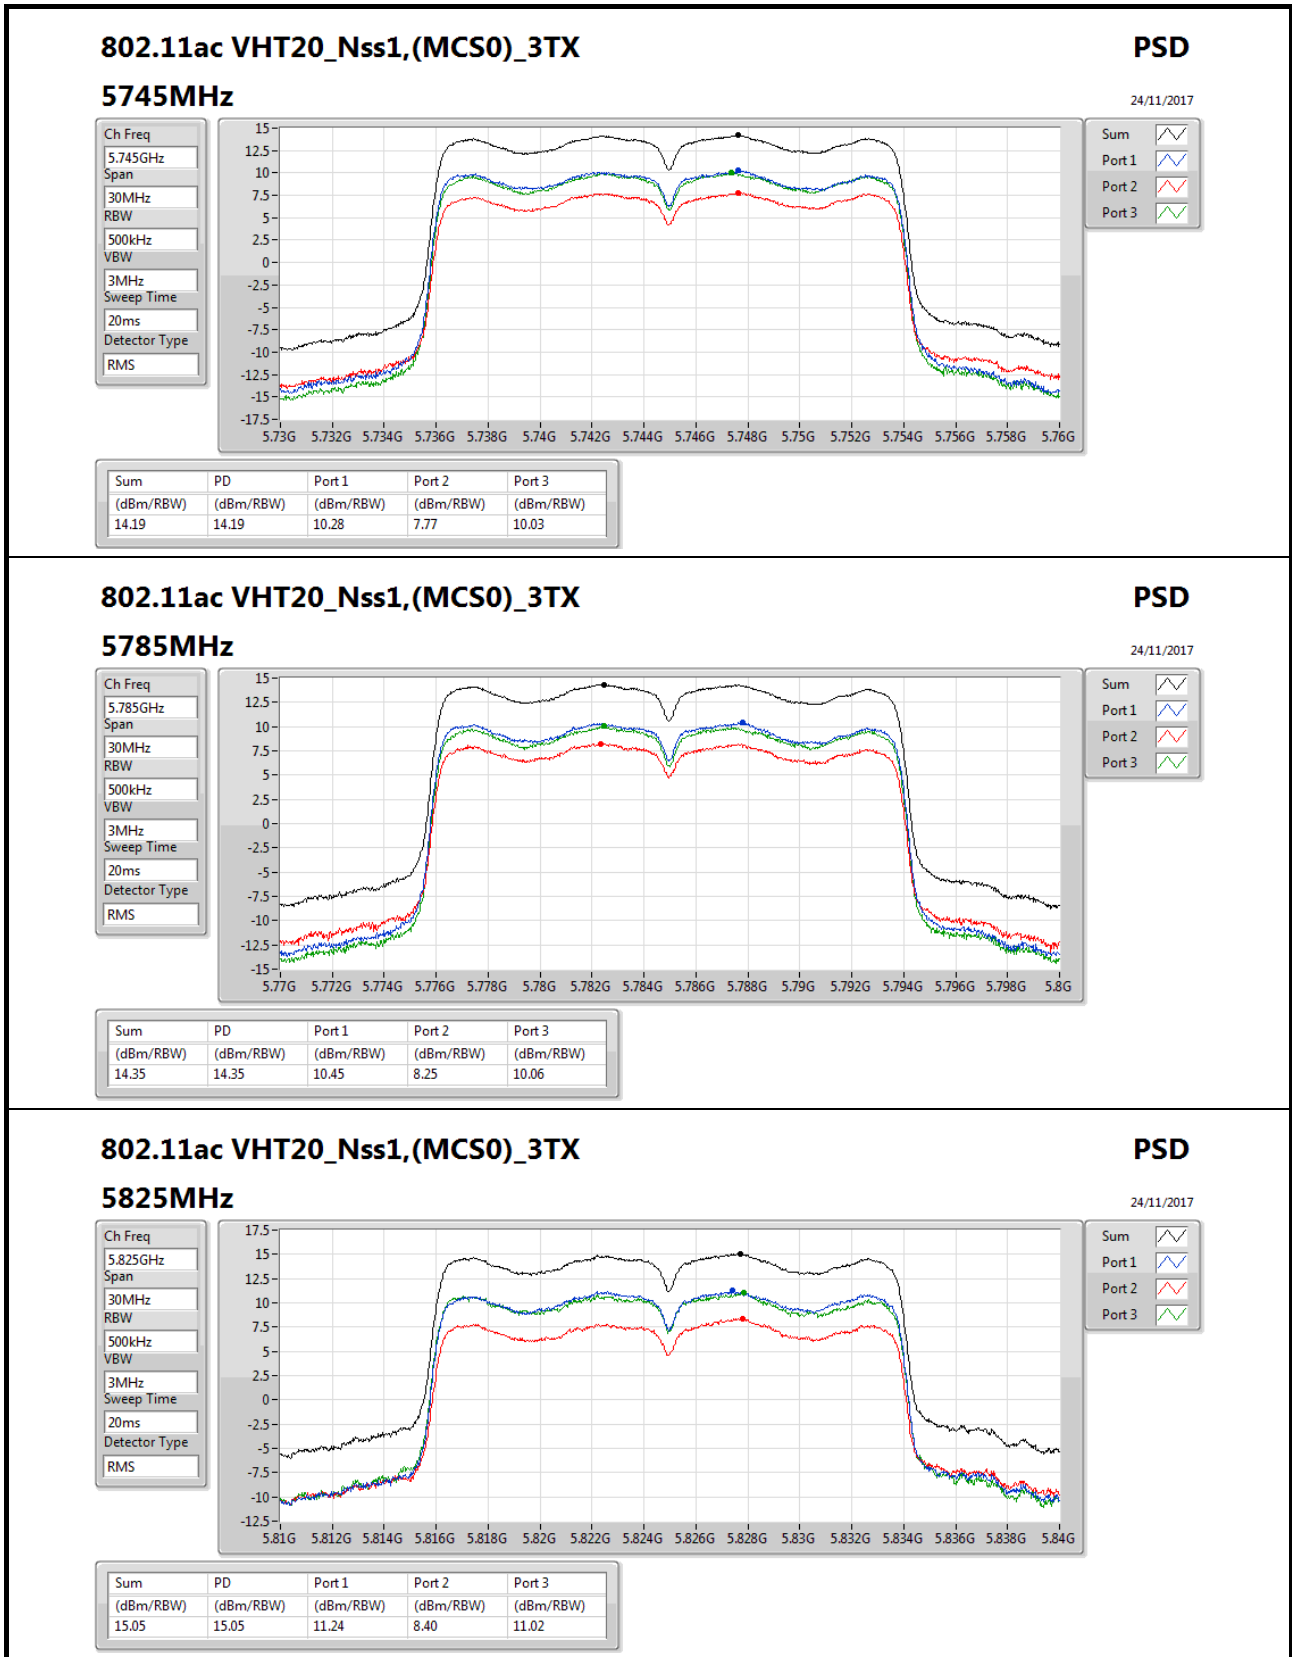 802.11ac VHT20_Nss1,(MCS0)_3TX PSD
5745MHz
24/11/2017
Ch Freq
5.745GHz
Span
30MHz
RBW
500kHz
VBW
3MHz
Sweep Time
20ms
Detector Type
RMS
15
12.5
10
7.5
5
2.5
0
-2.5
-5
-7.5
-10
-12.5
-15
-17.5
5.73G 5.732G 5.734G 5.736G 5.738G 5.74G 5.742G 5.744G 5.746G 5.748G 5.75G 5.752G 5.754G 5.756G 5.758G 5.76G
Sum
Port 1
Port 2
Port 3
Sum PD Port 1 Port 2 Port 3
(dBm/RBW) (dBm/RBW) (dBm/RBW) (dBm/RBW) (dBm/RBW)
14.19 14.19 10.28 7.77 10.03
802.11ac VHT20_Nss1,(MCS0)_3TX PSD
5785MHz
24/11/2017
Ch Freq
5.785GHz
Span
30MHz
RBW
500kHz
VBW
3MHz
Sweep Time
20ms
Detector Type
RMS
15
12.5
10
7.5
5
2.5
0
-2.5
-5
-7.5
-10
-12.5
-15
5.77G 5.772G 5.774G 5.776G 5.778G 5.78G 5.782G 5.784G 5.786G 5.788G 5.79G 5.792G 5.794G 5.796G 5.798G 5.8G
Sum
Port 1
Port 2
Port 3
Sum PD Port 1 Port 2 Port 3
(dBm/RBW) (dBm/RBW) (dBm/RBW) (dBm/RBW) (dBm/RBW)
14.35 14.35 10.45 8.25 10.06
802.11ac VHT20_Nss1,(MCS0)_3TX PSD
5825MHz
24/11/2017
Ch Freq
5.825GHz
Span
30MHz
RBW
500kHz
VBW
3MHz
Sweep Time
20ms
Detector Type
RMS
17.5
15
12.5
10
7.5
5
2.5
0
-2.5
-5
-7.5
-10
-12.5
5.81G 5.812G 5.814G 5.816G 5.818G 5.82G 5.822G 5.824G 5.826G 5.828G 5.83G 5.832G 5.834G 5.836G 5.838G 5.84G
Sum
Port 1
Port 2
Port 3
Sum PD Port 1 Port 2 Port 3
(dBm/RBW) (dBm/RBW) (dBm/RBW) (dBm/RBW) (dBm/RBW)
15.05 15.05 11.24 8.40 11.02